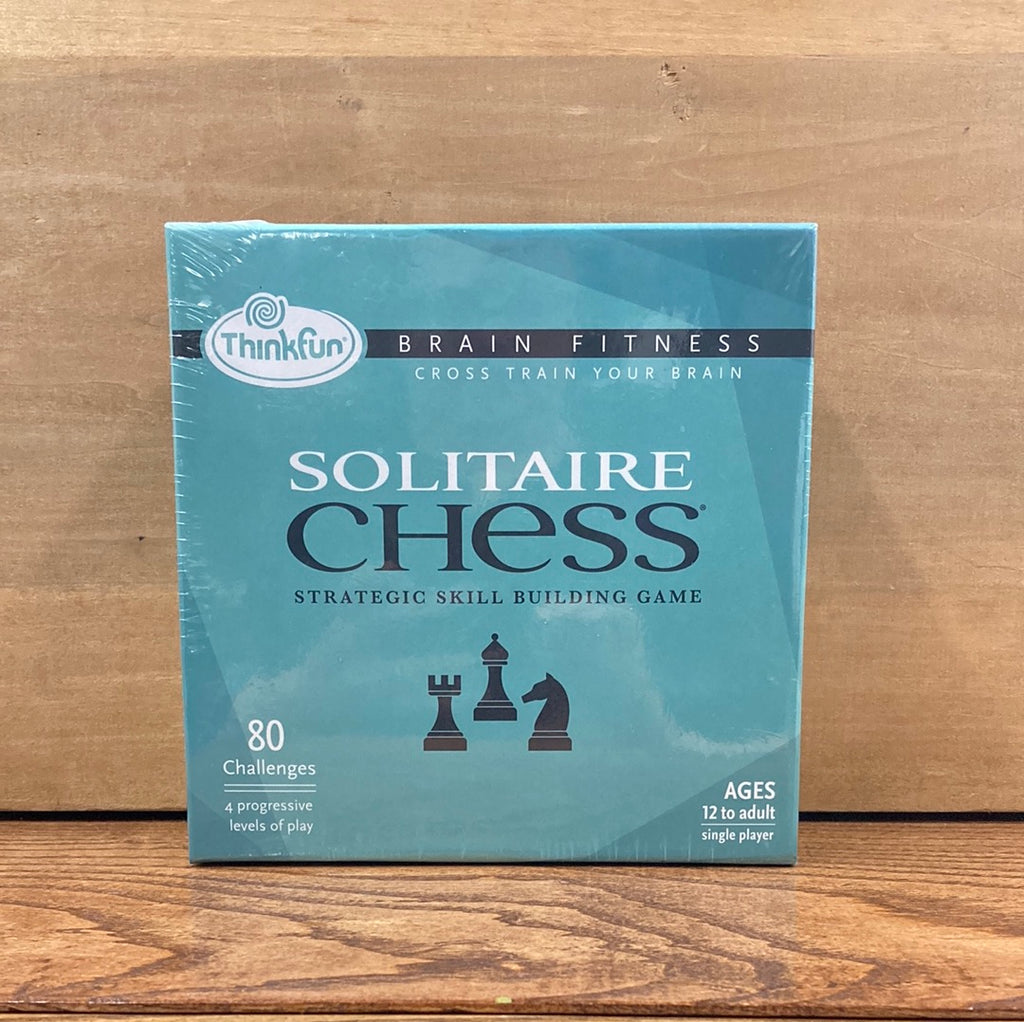 ThinkFun®
BRAIN FITNESS
CROSS TRAIN YOUR BRAIN
SOLITAIRE
CHESS®
STRATEGIC SKILL BUILDING GAME
80
Challenges
4 progressive
levels of play
AGES
12 to adult
single player